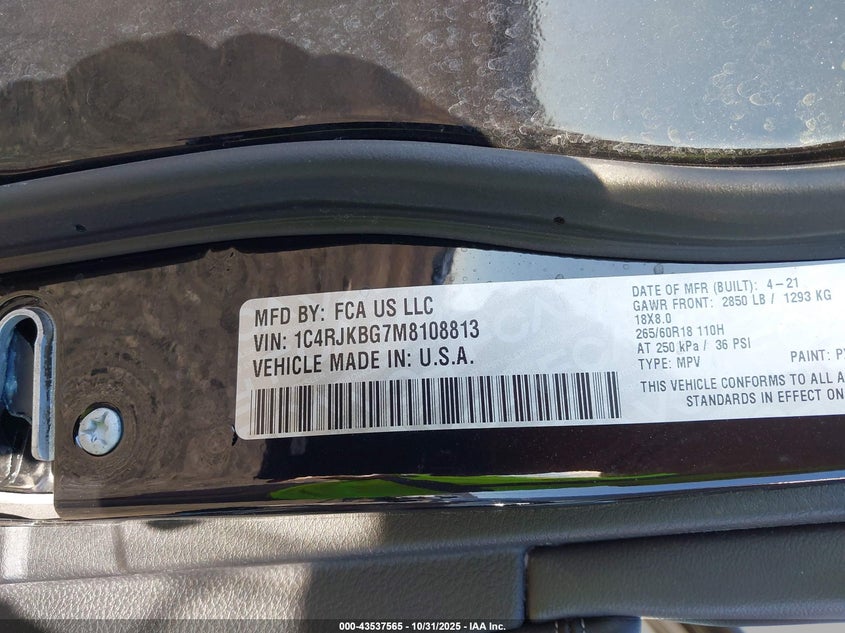 MFD BY: FCA US LLC
VIN: 1C4RJKBG7M8108813
VEHICLE MADE IN: U.S.A.
DATE OF MFR (BUILT): 4-21
GAWR FRONT: 2850 LB / 1293 KG
18X8.0
265/60R18 110H
AT 250 kPa / 36 PSI
TYPE: MPV
PAINT:
THIS VEHICLE CONFORMS TO ALL
STANDARDS IN EFFECT ON
000-43537565 - 10/31/2025 - IAA Inc.